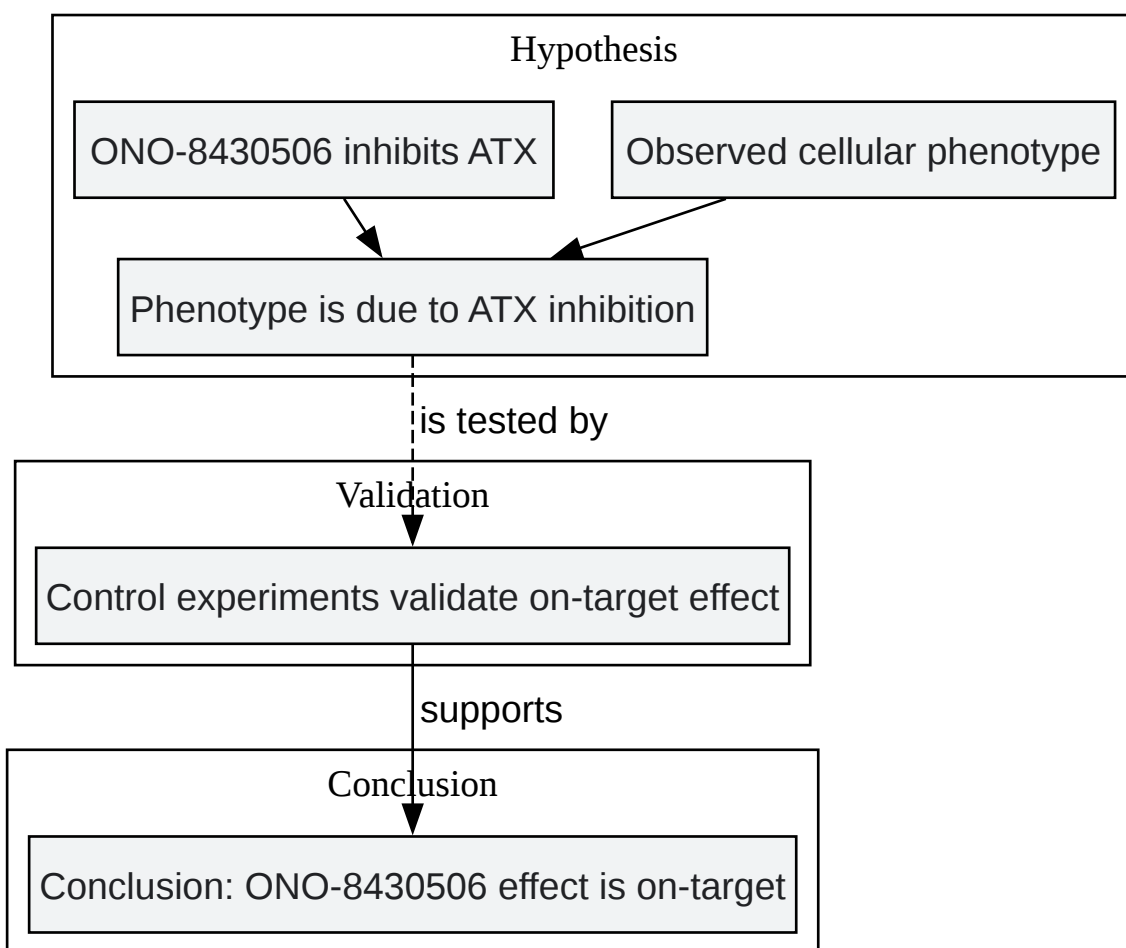 Hypothesis
ONO-8430506 inhibits ATX
Observed cellular phenotype
Phenotype is due to ATX inhibition
is tested by
Validation
Control experiments validate on-target effect
supports
Conclusion
Conclusion: ONO-8430506 effect is on-target